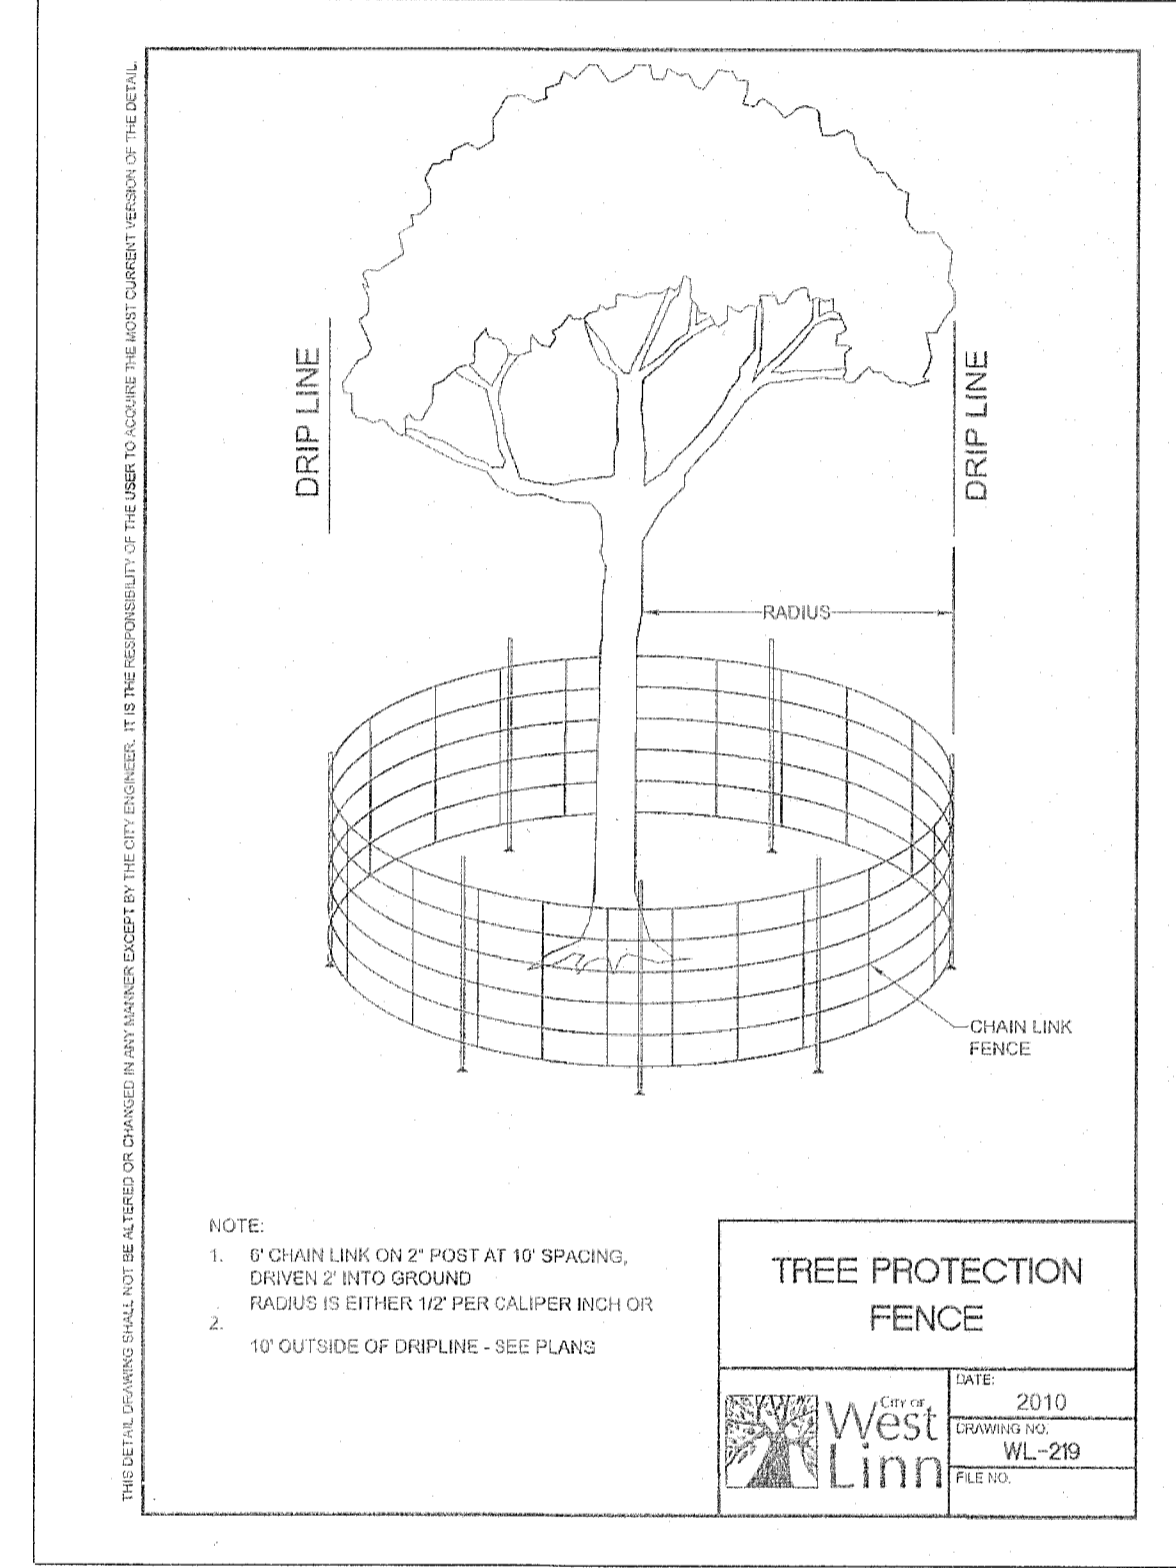 THIS DETAIL DRAWING SHALL NOT BE ALTERED OR CHANGED IN ANY MANNER EXCEPT BY THE CITY ENGINEER. IT IS THE RESPONSIBILITY OF THE USER TO ACQUIRE THE MOST CURRENT VERSION OF THE DETAIL.
DRIP LINE
DRIP LINE
RADIUS
CHAIN LINK
FENCE
NOTE:
1. 6' CHAIN LINK ON 2" POST AT 10' SPACING,
DRIVEN 2' INTO GROUND
RADIUS IS EITHER 1/2' PER CALIPER INCH OR
2.
10' OUTSIDE OF DRIPLINE - SEE PLANS
TREE PROTECTION
FENCE
CITY OF
West
Linn
DATE:
2010
DRAWING NO.
WL-219
FILE NO.